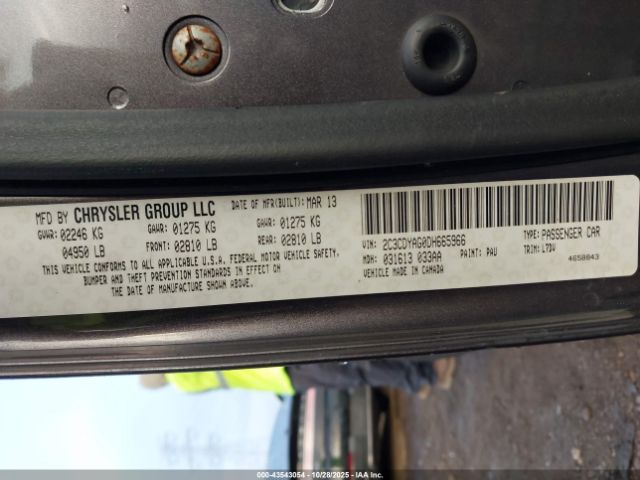 MFD BY CHRYSLER GROUP LLC
DATE OF MFR(BUILT): MAR 13
GVWR: 02246 KG
04950 LB
GAWR: 01275 KG
FRONT: 02810 LB
GAWR: 01275 KG
REAR: 02810 LB
THIS VEHICLE CONFORMS TO ALL APPLICABLE U.S.A. FEDERAL MOTOR VEHICLE SAFETY,
BUMPER AND THEFT PREVENTION STANDARDS IN EFFECT ON
THE DATE OF MANUFACTURE SHOWN ABOVE.
VIN: 2C3CDYAG0DH665966
TYPE: PASSENGER CAR
MDH: 031613 033AA
PAINT: PAU
TRIM: L7DV
VEHICLE MADE IN CANADA
4658843
000-43543054 | 10/28/2025 - IAAI.com